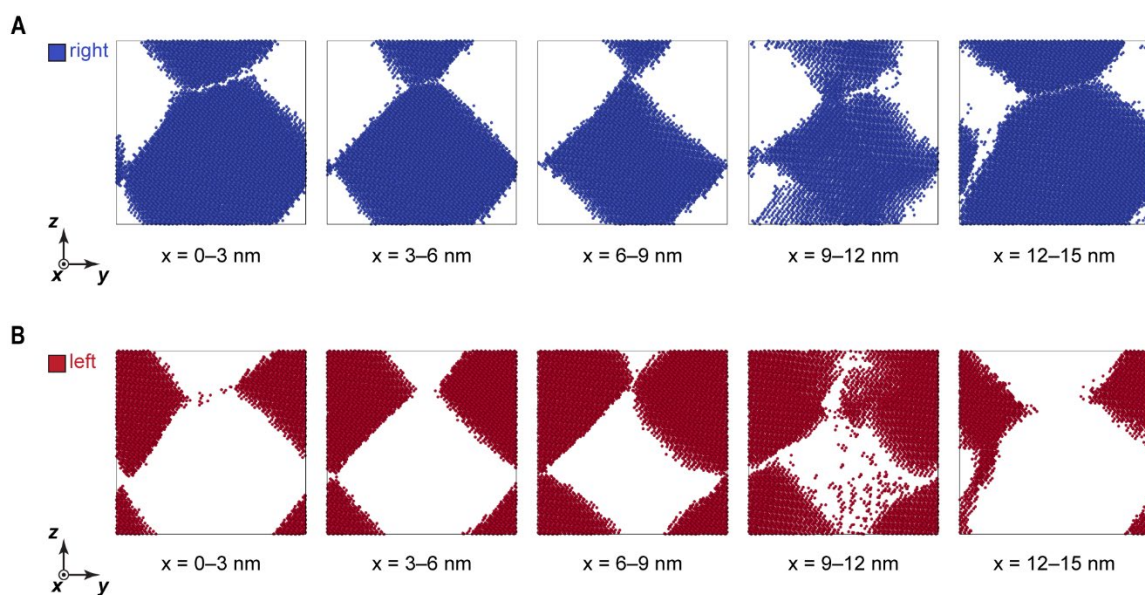 A
right
z
x y
x = 0–3 nm x = 3–6 nm x = 6–9 nm x = 9–12 nm x = 12–15 nm
B
left
z
x y
x = 0–3 nm x = 3–6 nm x = 6–9 nm x = 9–12 nm x = 12–15 nm